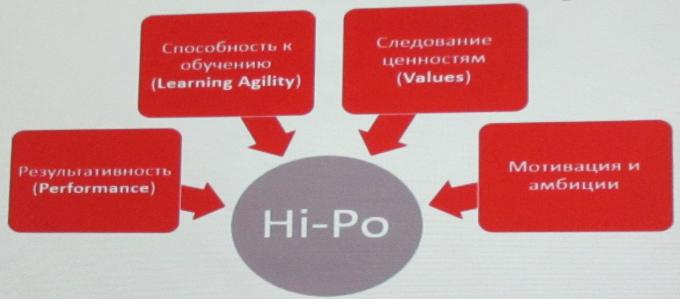 Способность к
обучению
(Learning Agility)
Следование
ценностям
(Values)
Результативность
(Performance)
Мотивация и
амбиции
Hi-Po